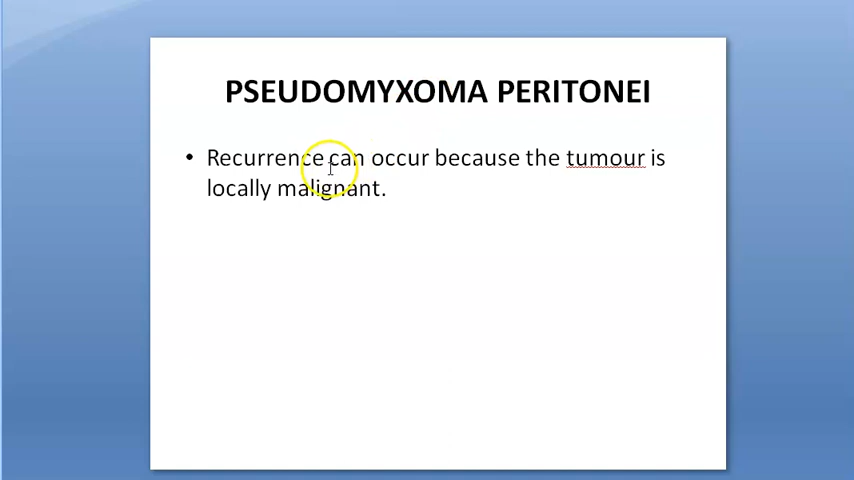 PSEUDOMYXOMA PERITONEI
• Recurrence can occur because the tumour is
locally malignant.